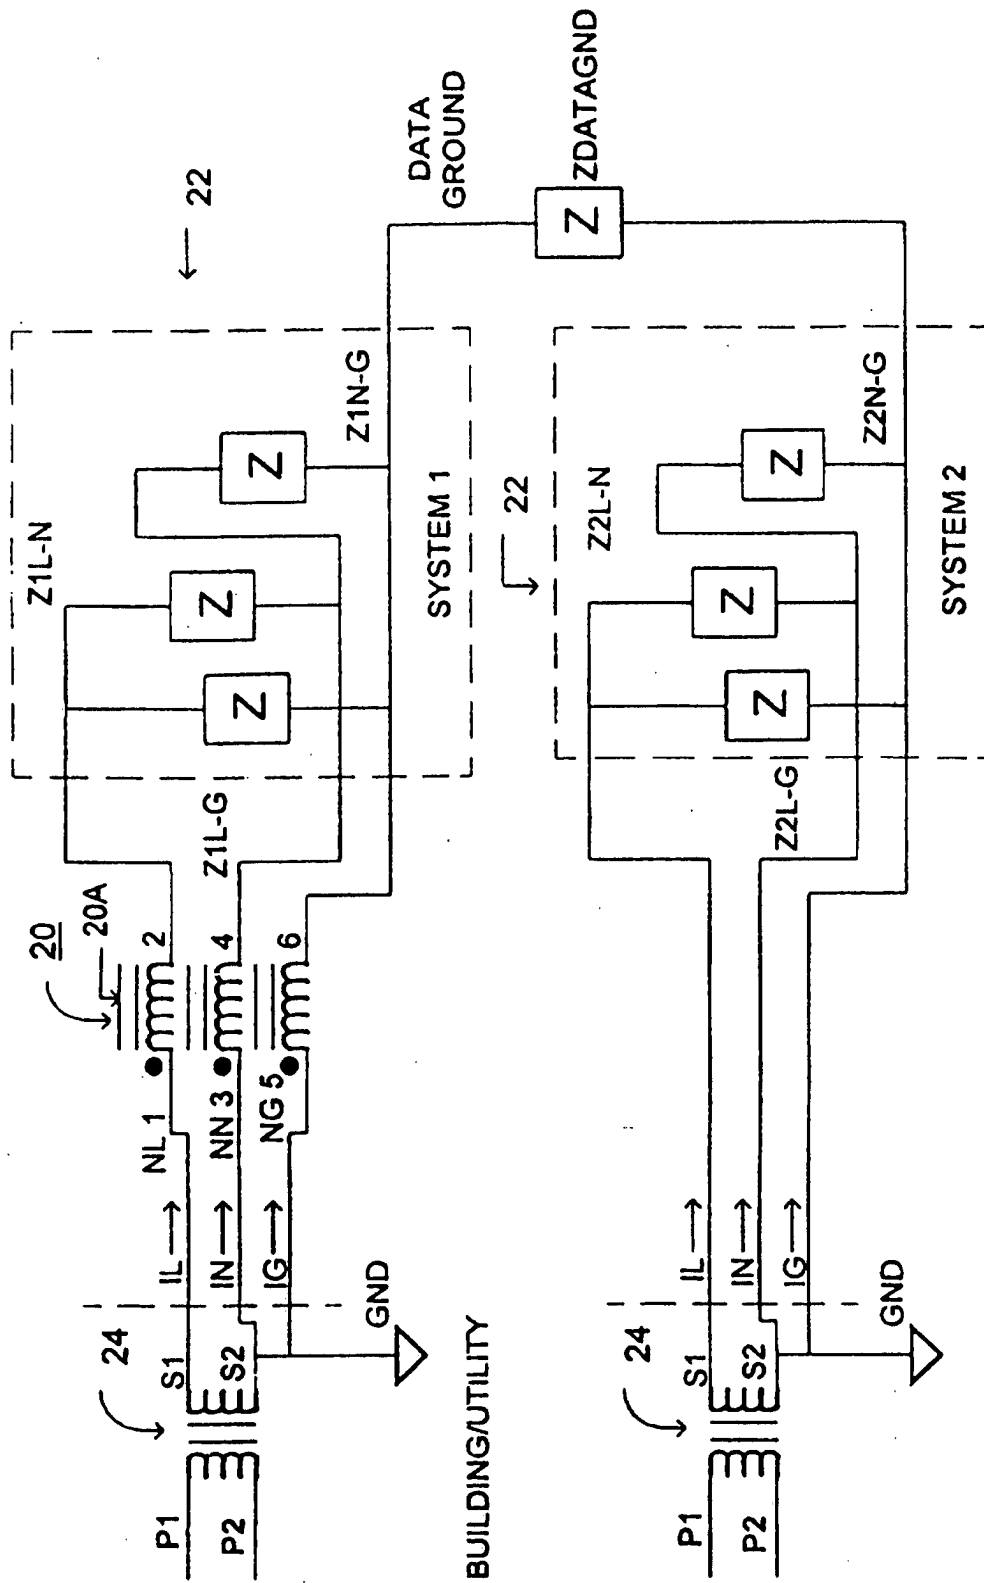 22
DATA
GROUND
ZDATAGND
Z
Z1L-N
Z
Z
Z
Z1N-G
SYSTEM 1
Z1L-G
20
20A
2
4
6
NL 1
NN 3
NG 5
IL
IN
IG
24
S1
S2
P1
P2
GND
BUILDING/UTILITY
22
Z2L-N
Z
Z
Z
Z2N-G
SYSTEM 2
Z2L-G
IL
IN
IG
24
S1
S2
P1
P2
GND